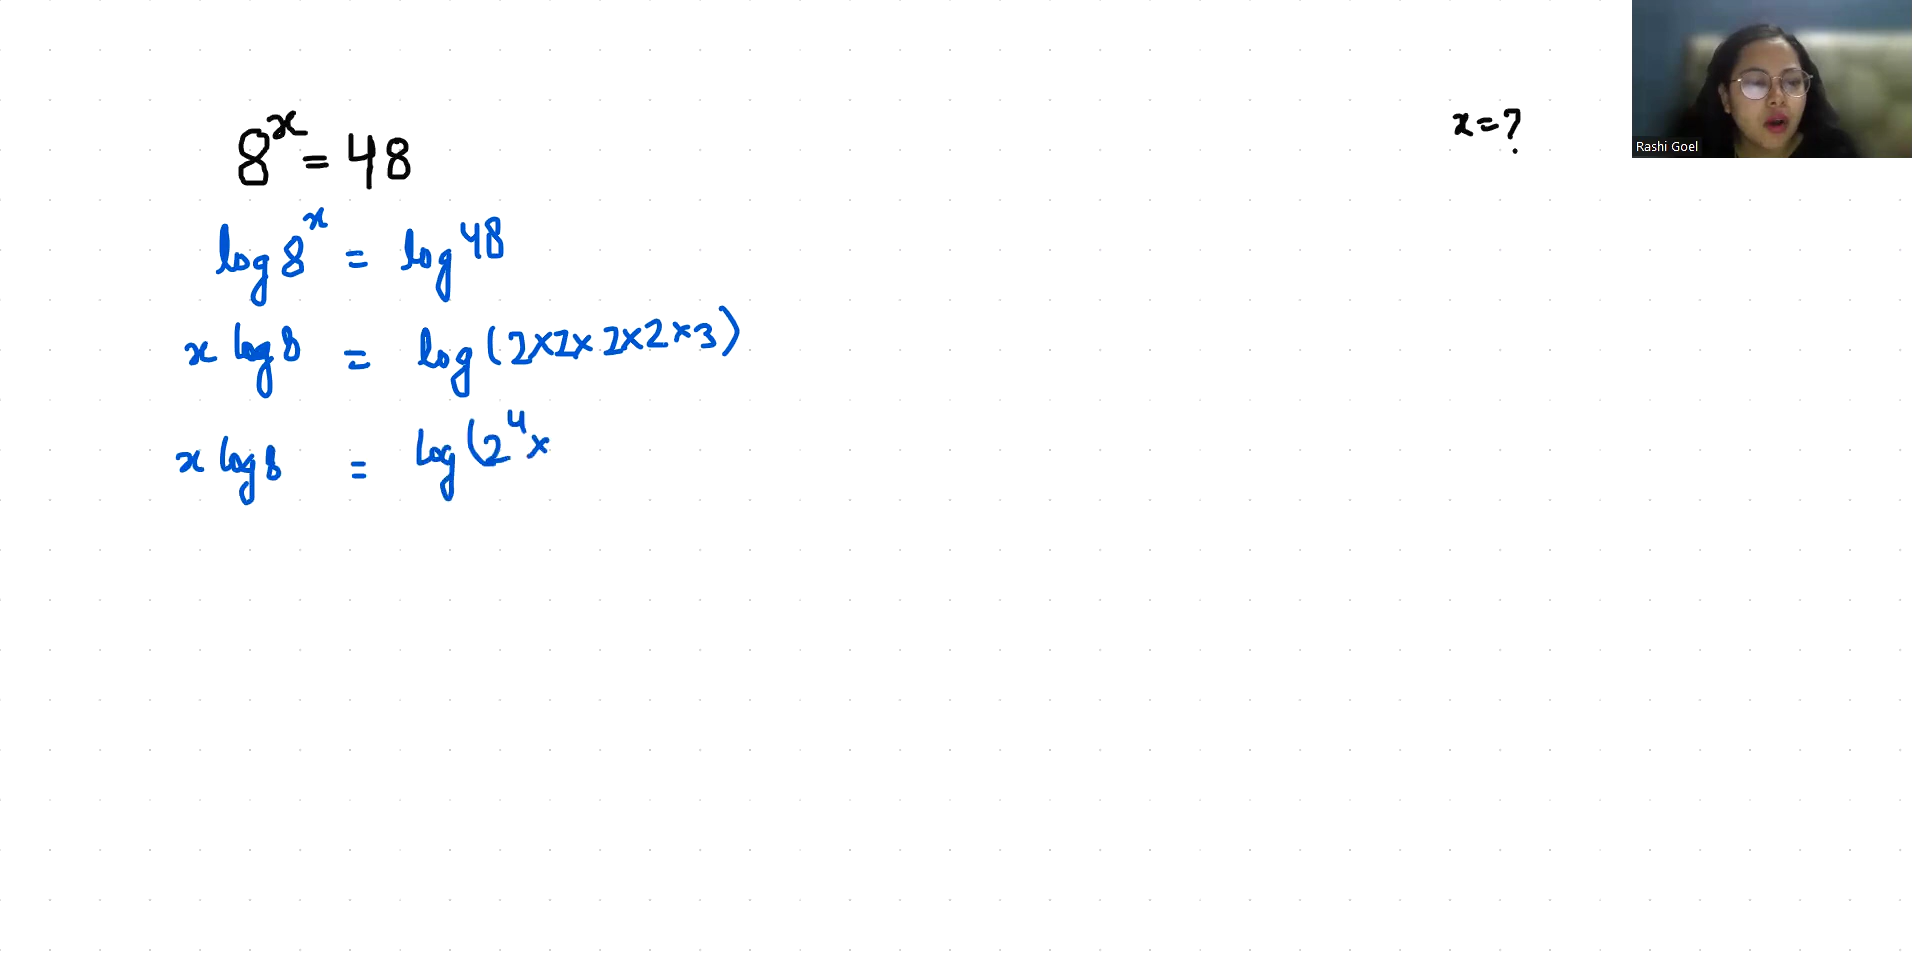 8^x = 48
x = ?
Rashi Goel
log 8^x = log 48
x log 8 = log (2×2×2×2×3)
x log 8 = log (2^4 ×